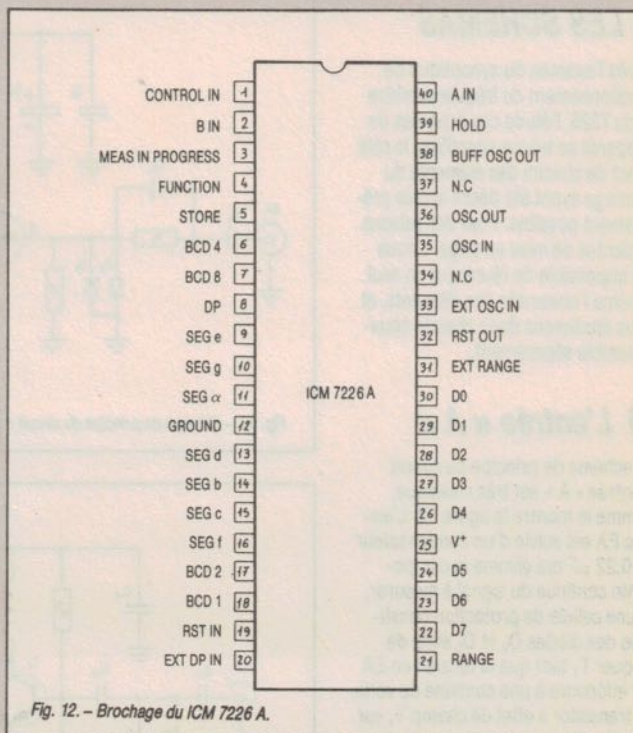 CONTROL IN 1
B IN 2
MEAS IN PROGRESS 3
FUNCTION 4
STORE 5
BCD 4 6
BCD 8 7
DP 8
SEG e 9
SEG g 10
SEG α 11
GROUND 12
SEG d 13
SEG b 14
SEG c 15
SEG f 16
BCD 2 17
BCD 1 18
RST IN 19
EXT DP IN 20
ICM 7226 A
40 A IN
39 HOLD
38 BUFF OSC OUT
37 N.C
36 OSC OUT
35 OSC IN
34 N.C
33 EXT OSC IN
32 RST OUT
31 EXT RANGE
30 D0
29 D1
28 D2
27 D3
26 D4
25 V+
24 D5
23 D6
22 D7
21 RANGE
Fig. 12. – Brochage du ICM 7226 A.